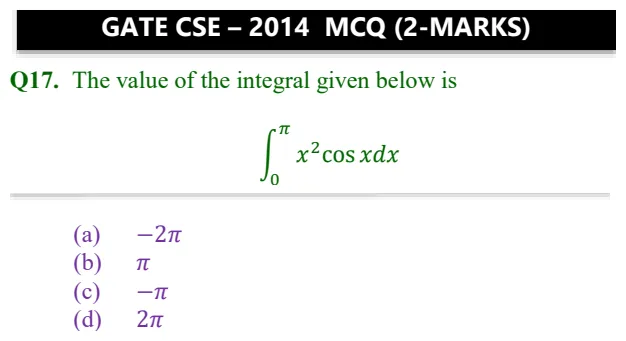 GATE CSE – 2014 MCQ (2-MARKS)
Q17. The value of the integral given below is
∫₀^π x² cos x dx
(a) −2π
(b) π
(c) −π
(d) 2π